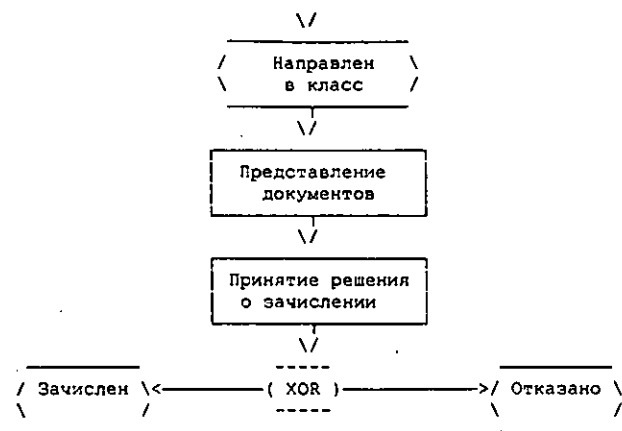 Направлен
в класс
Представление
документов
Принятие решения
о зачислении
Зачислен
XOR
Отказано